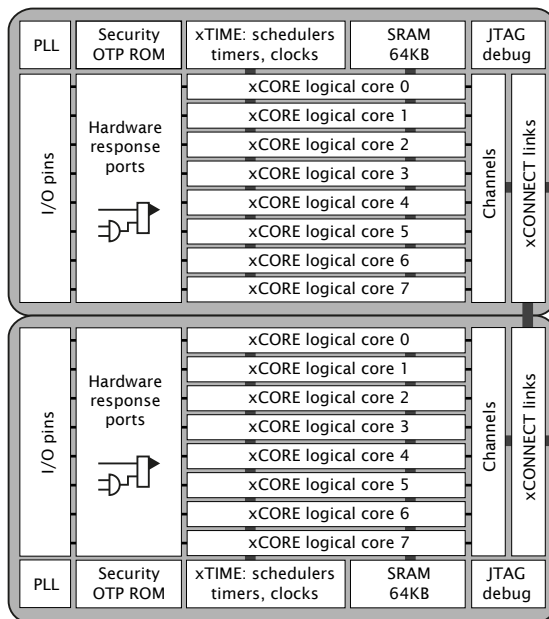 PLL
Security
OTP ROM
xTIME: schedulers
timers, clocks
SRAM
64KB
JTAG
debug
I/O pins
Hardware
response
ports
xCORE logical core 0
xCORE logical core 1
xCORE logical core 2
xCORE logical core 3
xCORE logical core 4
xCORE logical core 5
xCORE logical core 6
xCORE logical core 7
Channels
xCONNECT links
I/O pins
Hardware
response
ports
xCORE logical core 0
xCORE logical core 1
xCORE logical core 2
xCORE logical core 3
xCORE logical core 4
xCORE logical core 5
xCORE logical core 6
xCORE logical core 7
Channels
xCONNECT links
PLL
Security
OTP ROM
xTIME: schedulers
timers, clocks
SRAM
64KB
JTAG
debug